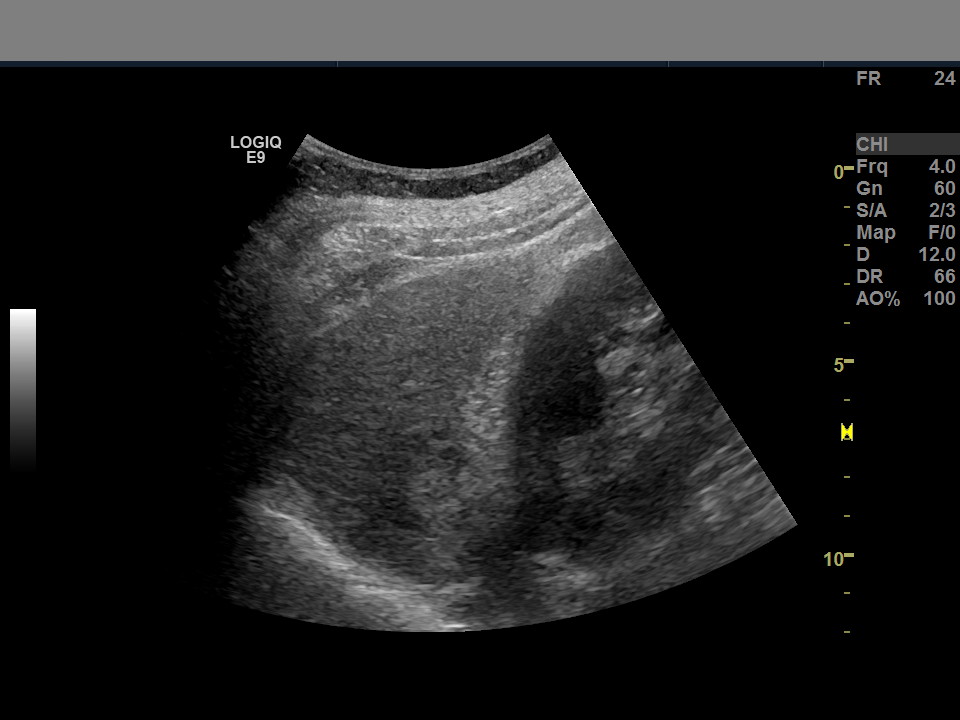 FR 24
LOGIQ
E9
CHI
Frq 4.0
Gn 60
S/A 2/3
Map F/0
D 12.0
DR 66
AO% 100
0
5
10